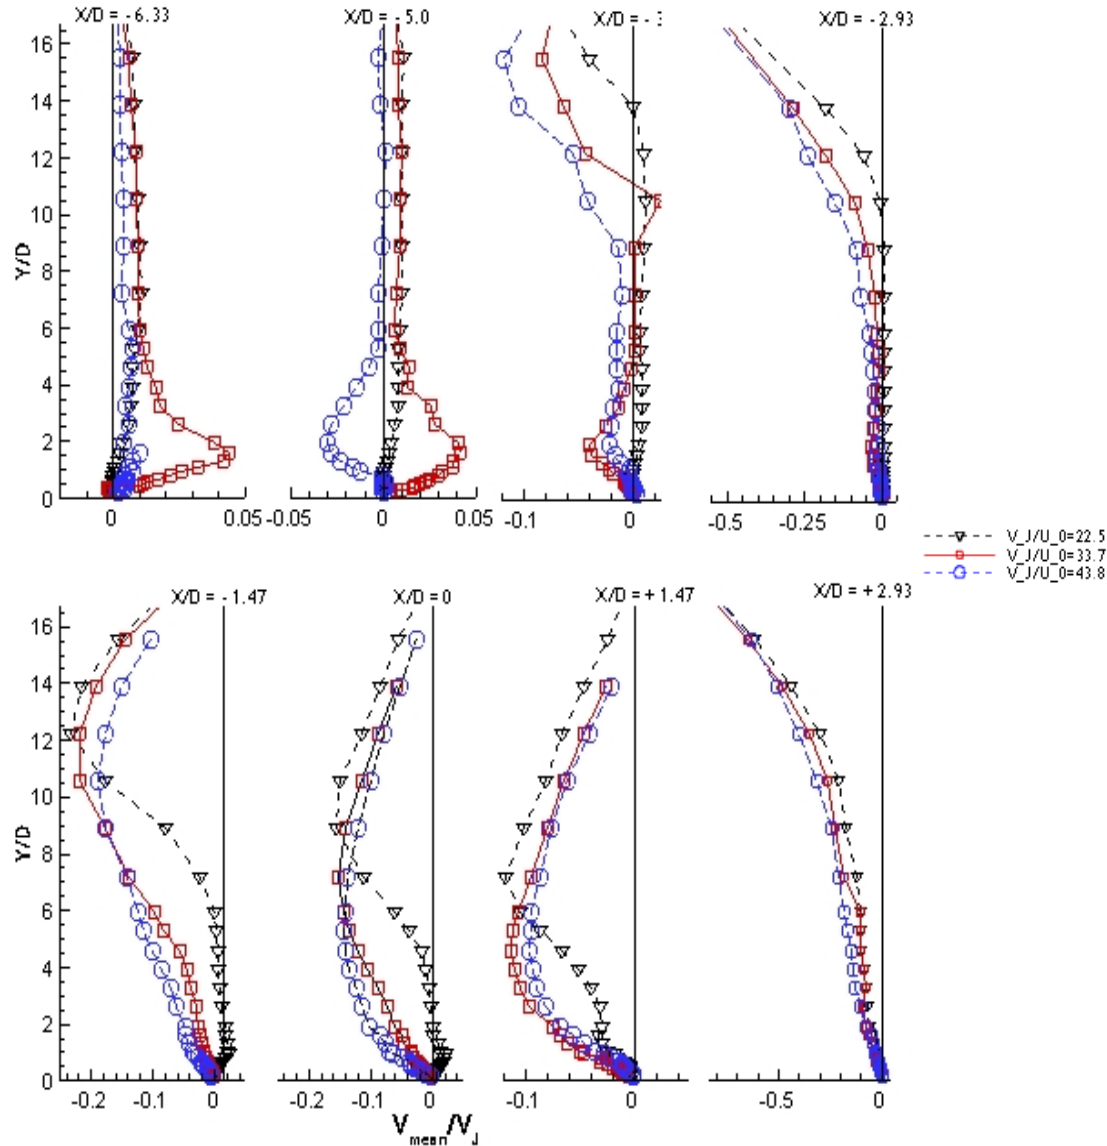 X/D = - 6.33
X/D = - 5.0
X/D = - 3
X/D = - 2.93
16
14
12
10
8
6
4
2
0
Y/D
0
0.05
-0.05
0
0.05
-0.1
0
-0.5
-0.25
0
V_J/U_0=22.5
V_J/U_0=33.7
V_J/U_0=43.8
X/D = - 1.47
X/D = 0
X/D = + 1.47
X/D = + 2.93
16
14
12
10
8
6
4
2
0
Y/D
-0.2
-0.1
0
-0.2
-0.1
0
-0.1
0
-0.5
0
Vmean/VJ